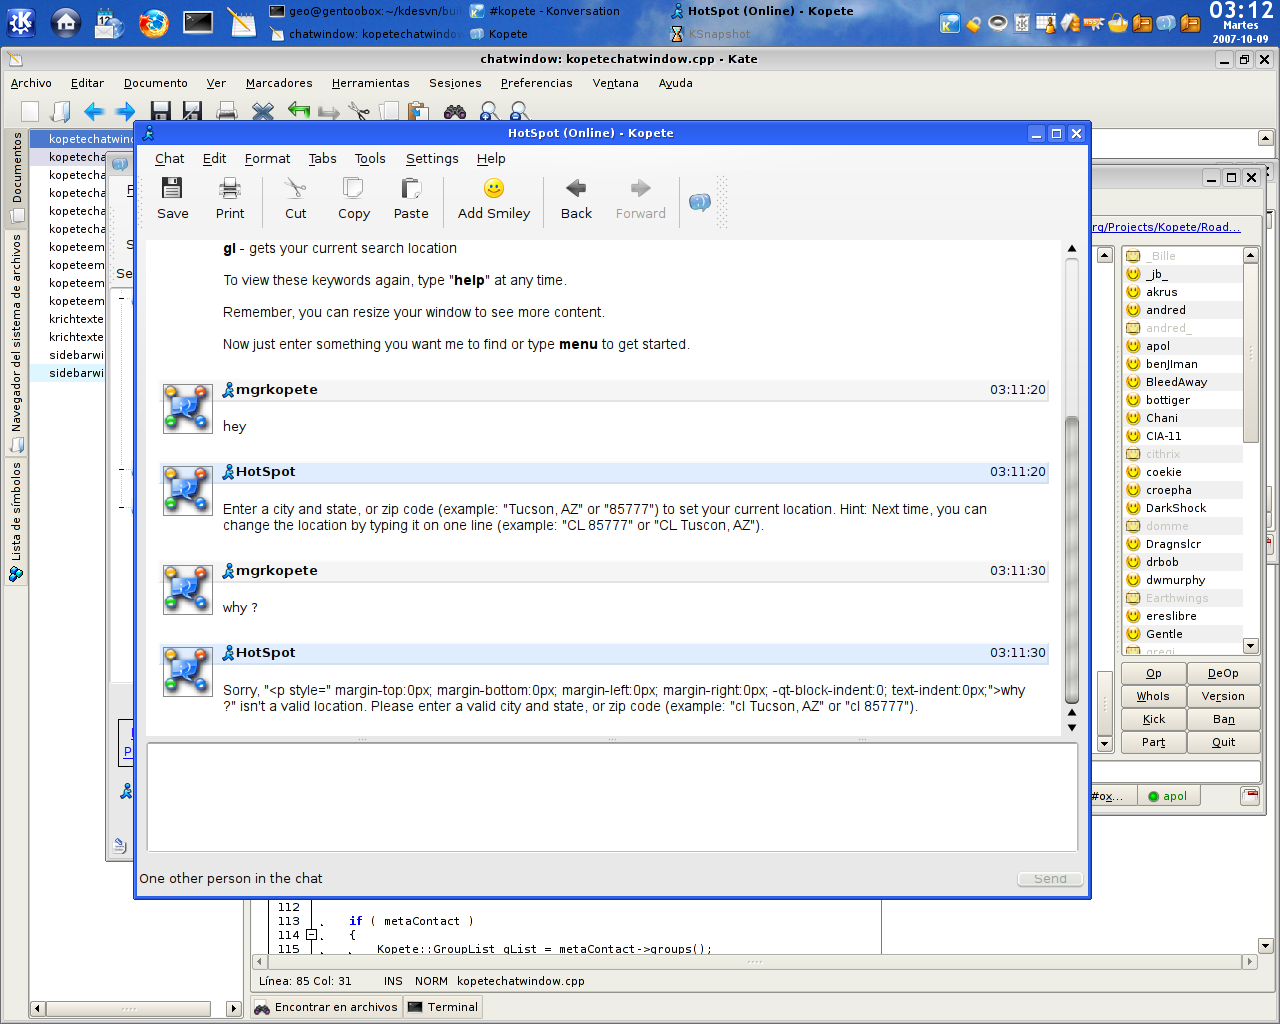 geo@gentoobox:~/kdesvn/bui
#kopete - Konversation
HotSpot (Online) - Kopete
chatwindow: kopetechatwindow
Kopete
KSnapshot
03:12
Martes
2007-10-09
chatwindow: kopetechatwindow.cpp - Kate
Archivo Editar Documento Ver Marcadores Herramientas Sesiones Preferencias Ventana Ayuda
Documentos
Navegador del sistema de archivos
Lista de símbolos
kopetechatwind
kopetecha
kopetecha
kopetecha
kopetecha
kopetecha
kopeteem
kopeteem
kopeteem
kopeteem
krichtexte
krichtexte
sidebarwi
sidebarwi
Se
HotSpot (Online) - Kopete
Chat Edit Format Tabs Tools Settings Help
Save Print Cut Copy Paste Add Smiley Back Forward
gl - gets your current search location
To view these keywords again, type "help" at any time.
Remember, you can resize your window to see more content.
Now just enter something you want me to find or type menu to get started.
mgrkopete 03:11:20
hey
HotSpot 03:11:20
Enter a city and state, or zip code (example: "Tucson, AZ" or "85777") to set your current location. Hint: Next time, you can
change the location by typing it on one line (example: "CL 85777" or "CL Tuscon, AZ").
mgrkopete 03:11:30
why ?
HotSpot 03:11:30
Sorry, "<p style=" margin-top:0px; margin-bottom:0px; margin-left:0px; margin-right:0px; -qt-block-indent:0; text-indent:0px;">why
?" isn't a valid location. Please enter a valid city and state, or zip code (example: "cl Tucson, AZ" or "cl 85777").
One other person in the chat
Send
rg/Projects/Kopete/Road...
_Bille
_jb_
akrus
andred
andred_
apol
benJIman
BleedAway
bottiger
Chani
CIA-11
cithrix
coekie
croepha
DarkShock
domme
Dragnslcr
drbob
dwmurphy
Earthwings
ereslibre
Gentle
gregj
Op DeOp
WhoIs Version
Kick Ban
Part Quit
#ox... apol
112
113 if ( metaContact )
114 {
115 Kopete::GroupList gList = metaContact->groups();
Línea: 85 Col: 31 INS NORM kopetechatwindow.cpp
Encontrar en archivos Terminal